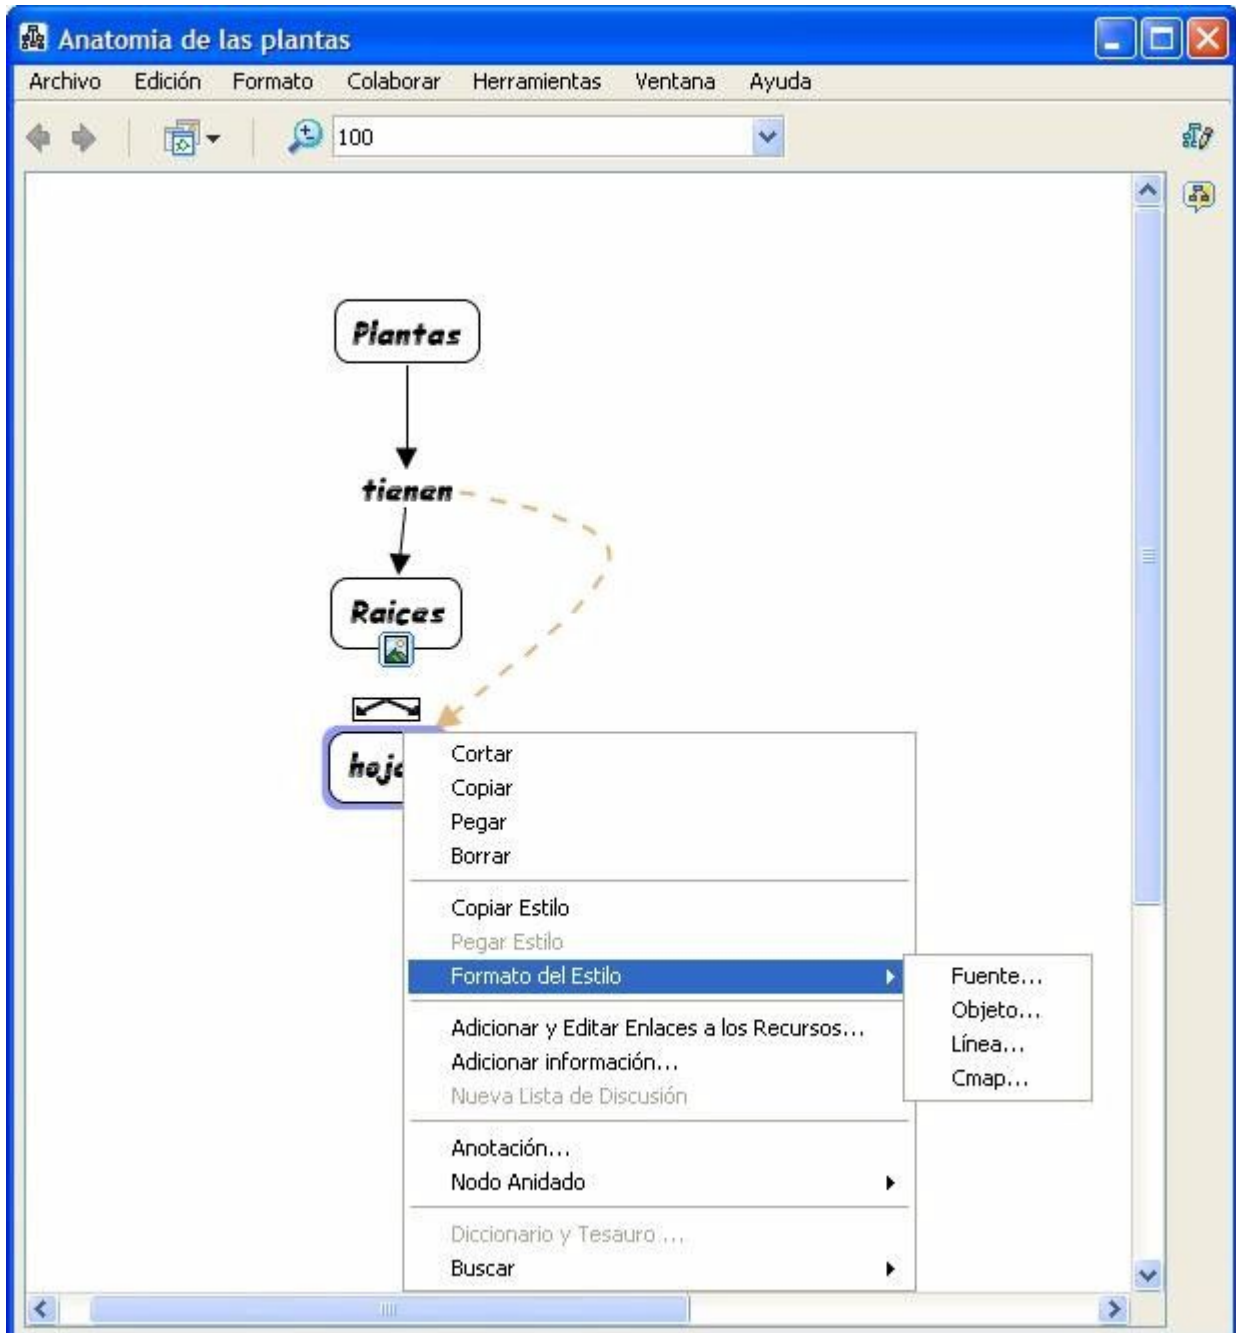 Anatomia de las plantas
Archivo Edición Formato Colaborar Herramientas Ventana Ayuda
100
Plantas
tienen
Raices
Cortar
Copiar
Pegar
Borrar
Copiar Estilo
Pegar Estilo
Formato del Estilo
Fuente...
Objeto...
Línea...
Cmap...
Adicionar y Editar Enlaces a los Recursos...
Adicionar información...
Nueva Lista de Discusión
Anotación...
Nodo Anidado
Diccionario y Tesauro ...
Buscar